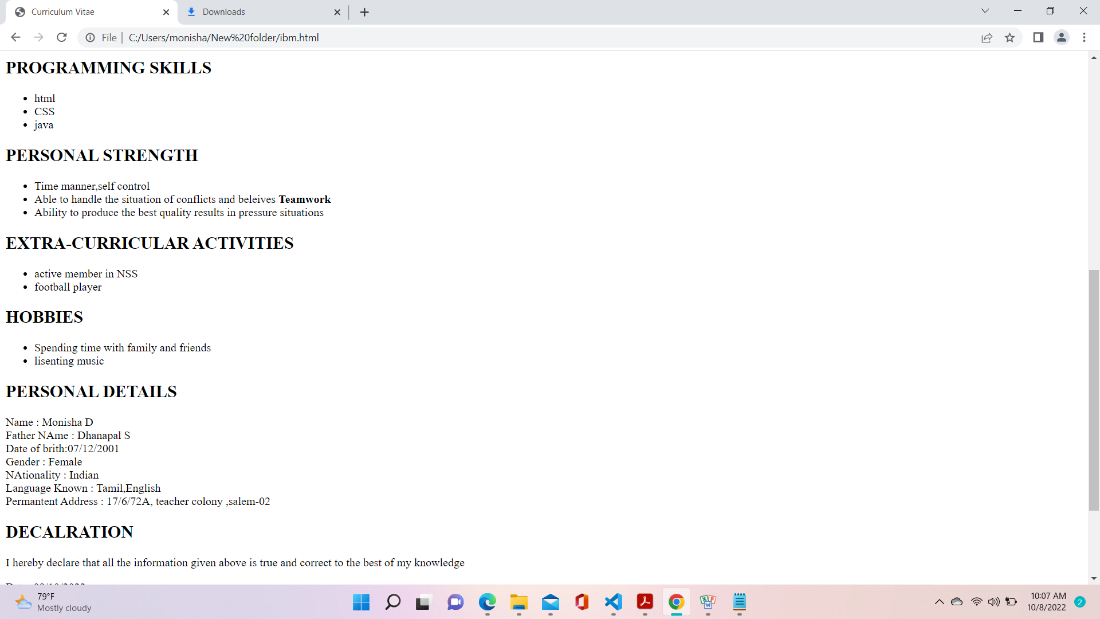 Curriculum Vitae
Downloads
File | C:/Users/monisha/New%20folder/ibm.html
PROGRAMMING SKILLS
html
CSS
java
PERSONAL STRENGTH
Time manner,self control
Able to handle the situation of conflicts and beleives Teamwork
Ability to produce the best quality results in pressure situations
EXTRA-CURRICULAR ACTIVITIES
active member in NSS
football player
HOBBIES
Spending time with family and friends
lisenting music
PERSONAL DETAILS
Name : Monisha D
Father NAme : Dhanapal S
Date of brith:07/12/2001
Gender : Female
NAtionality : Indian
Language Known : Tamil,English
Permantent Address : 17/6/72A, teacher colony ,salem-02
DECALRATION
I hereby declare that all the information given above is true and correct to the best of my knowledge
79°F
Mostly cloudy
10:07 AM
10/8/2022
2